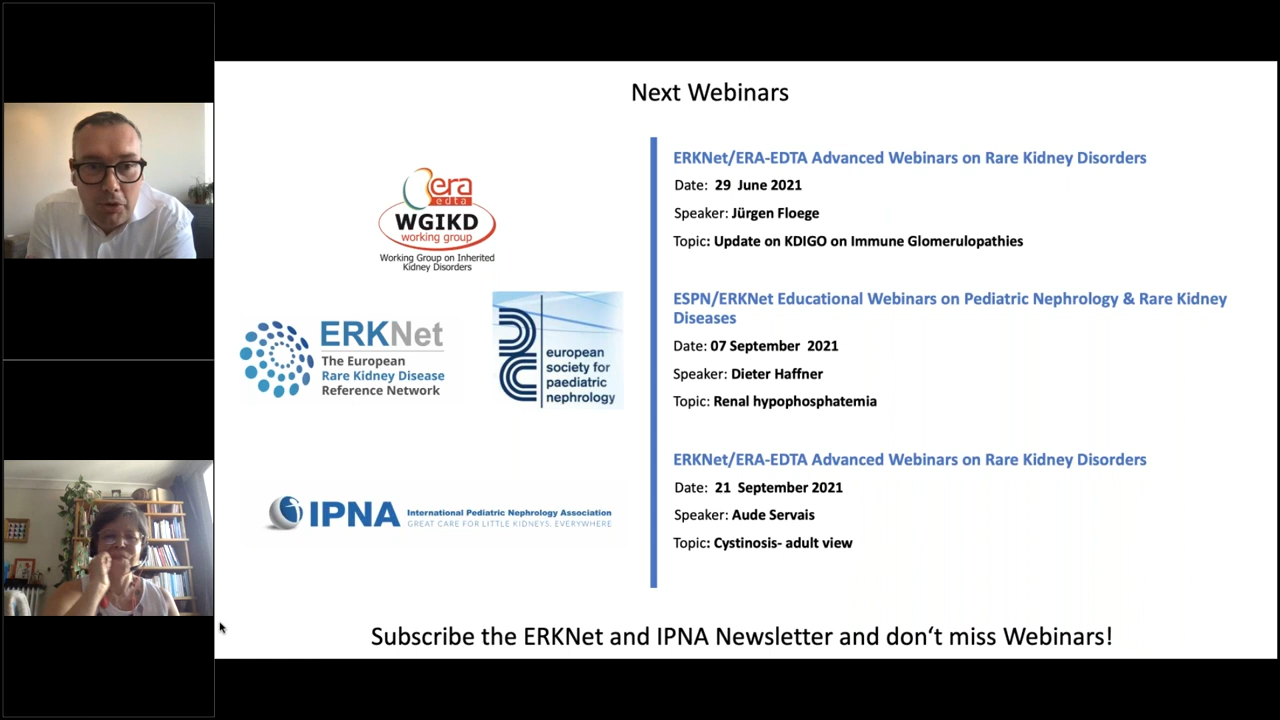 Next Webinars
era
edta
WGIKD
working group
Working Group on Inherited
Kidney Disorders
ERKNet
The European
Rare Kidney Disease
Reference Network
european
society for
paediatric
nephrology
IPNA International Pediatric Nephrology Association
GREAT CARE FOR LITTLE KIDNEYS. EVERYWHERE
ERKNet/ERA-EDTA Advanced Webinars on Rare Kidney Disorders
Date: 29 June 2021
Speaker: Jürgen Floege
Topic: Update on KDIGO on Immune Glomerulopathies
ESPN/ERKNet Educational Webinars on Pediatric Nephrology & Rare Kidney
Diseases
Date: 07 September 2021
Speaker: Dieter Haffner
Topic: Renal hypophosphatemia
ERKNet/ERA-EDTA Advanced Webinars on Rare Kidney Disorders
Date: 21 September 2021
Speaker: Aude Servais
Topic: Cystinosis- adult view
Subscribe the ERKNet and IPNA Newsletter and don‘t miss Webinars!